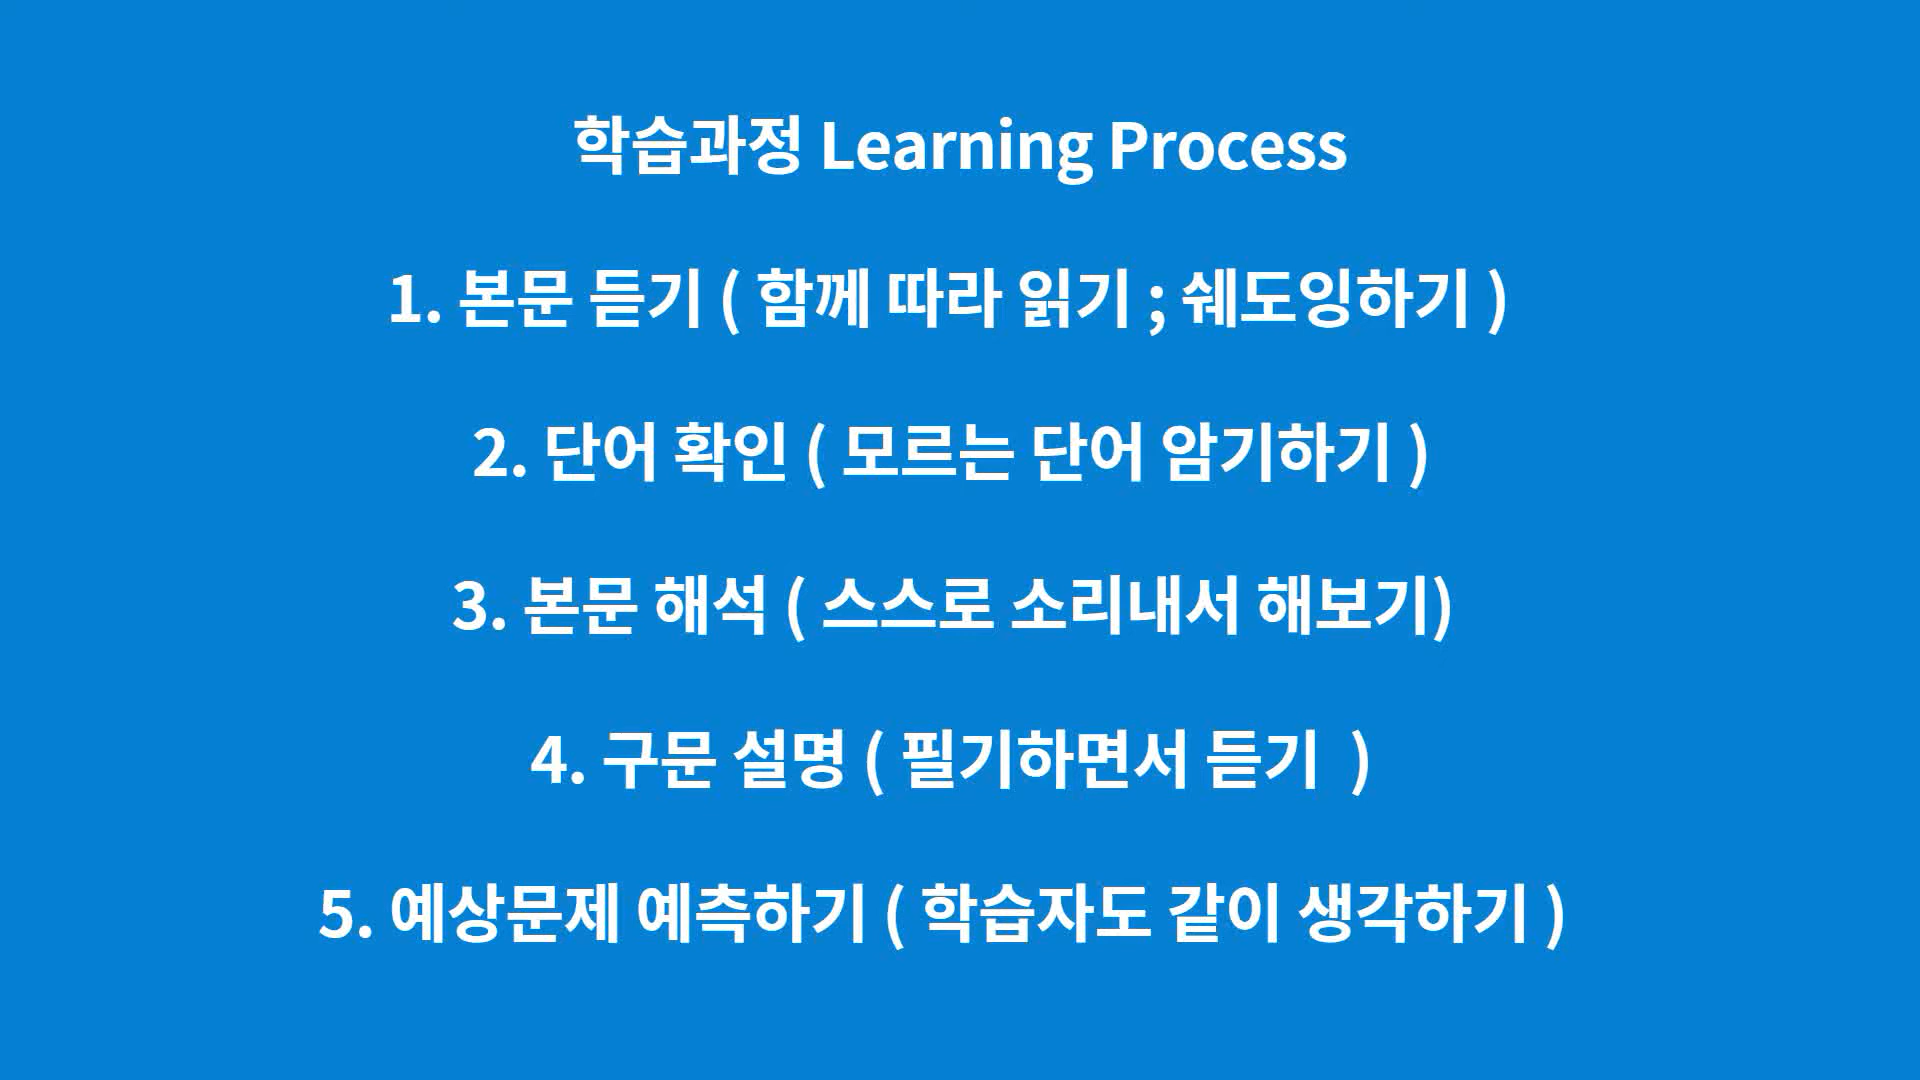 학습과정 Learning Process
1. 본문 듣기 ( 함께 따라 읽기 ; 쉐도잉하기 )
2. 단어 확인 ( 모르는 단어 암기하기 )
3. 본문 해석 ( 스스로 소리내서 해보기)
4. 구문 설명 ( 필기하면서 듣기  )
5. 예상문제 예측하기 ( 학습자도 같이 생각하기 )